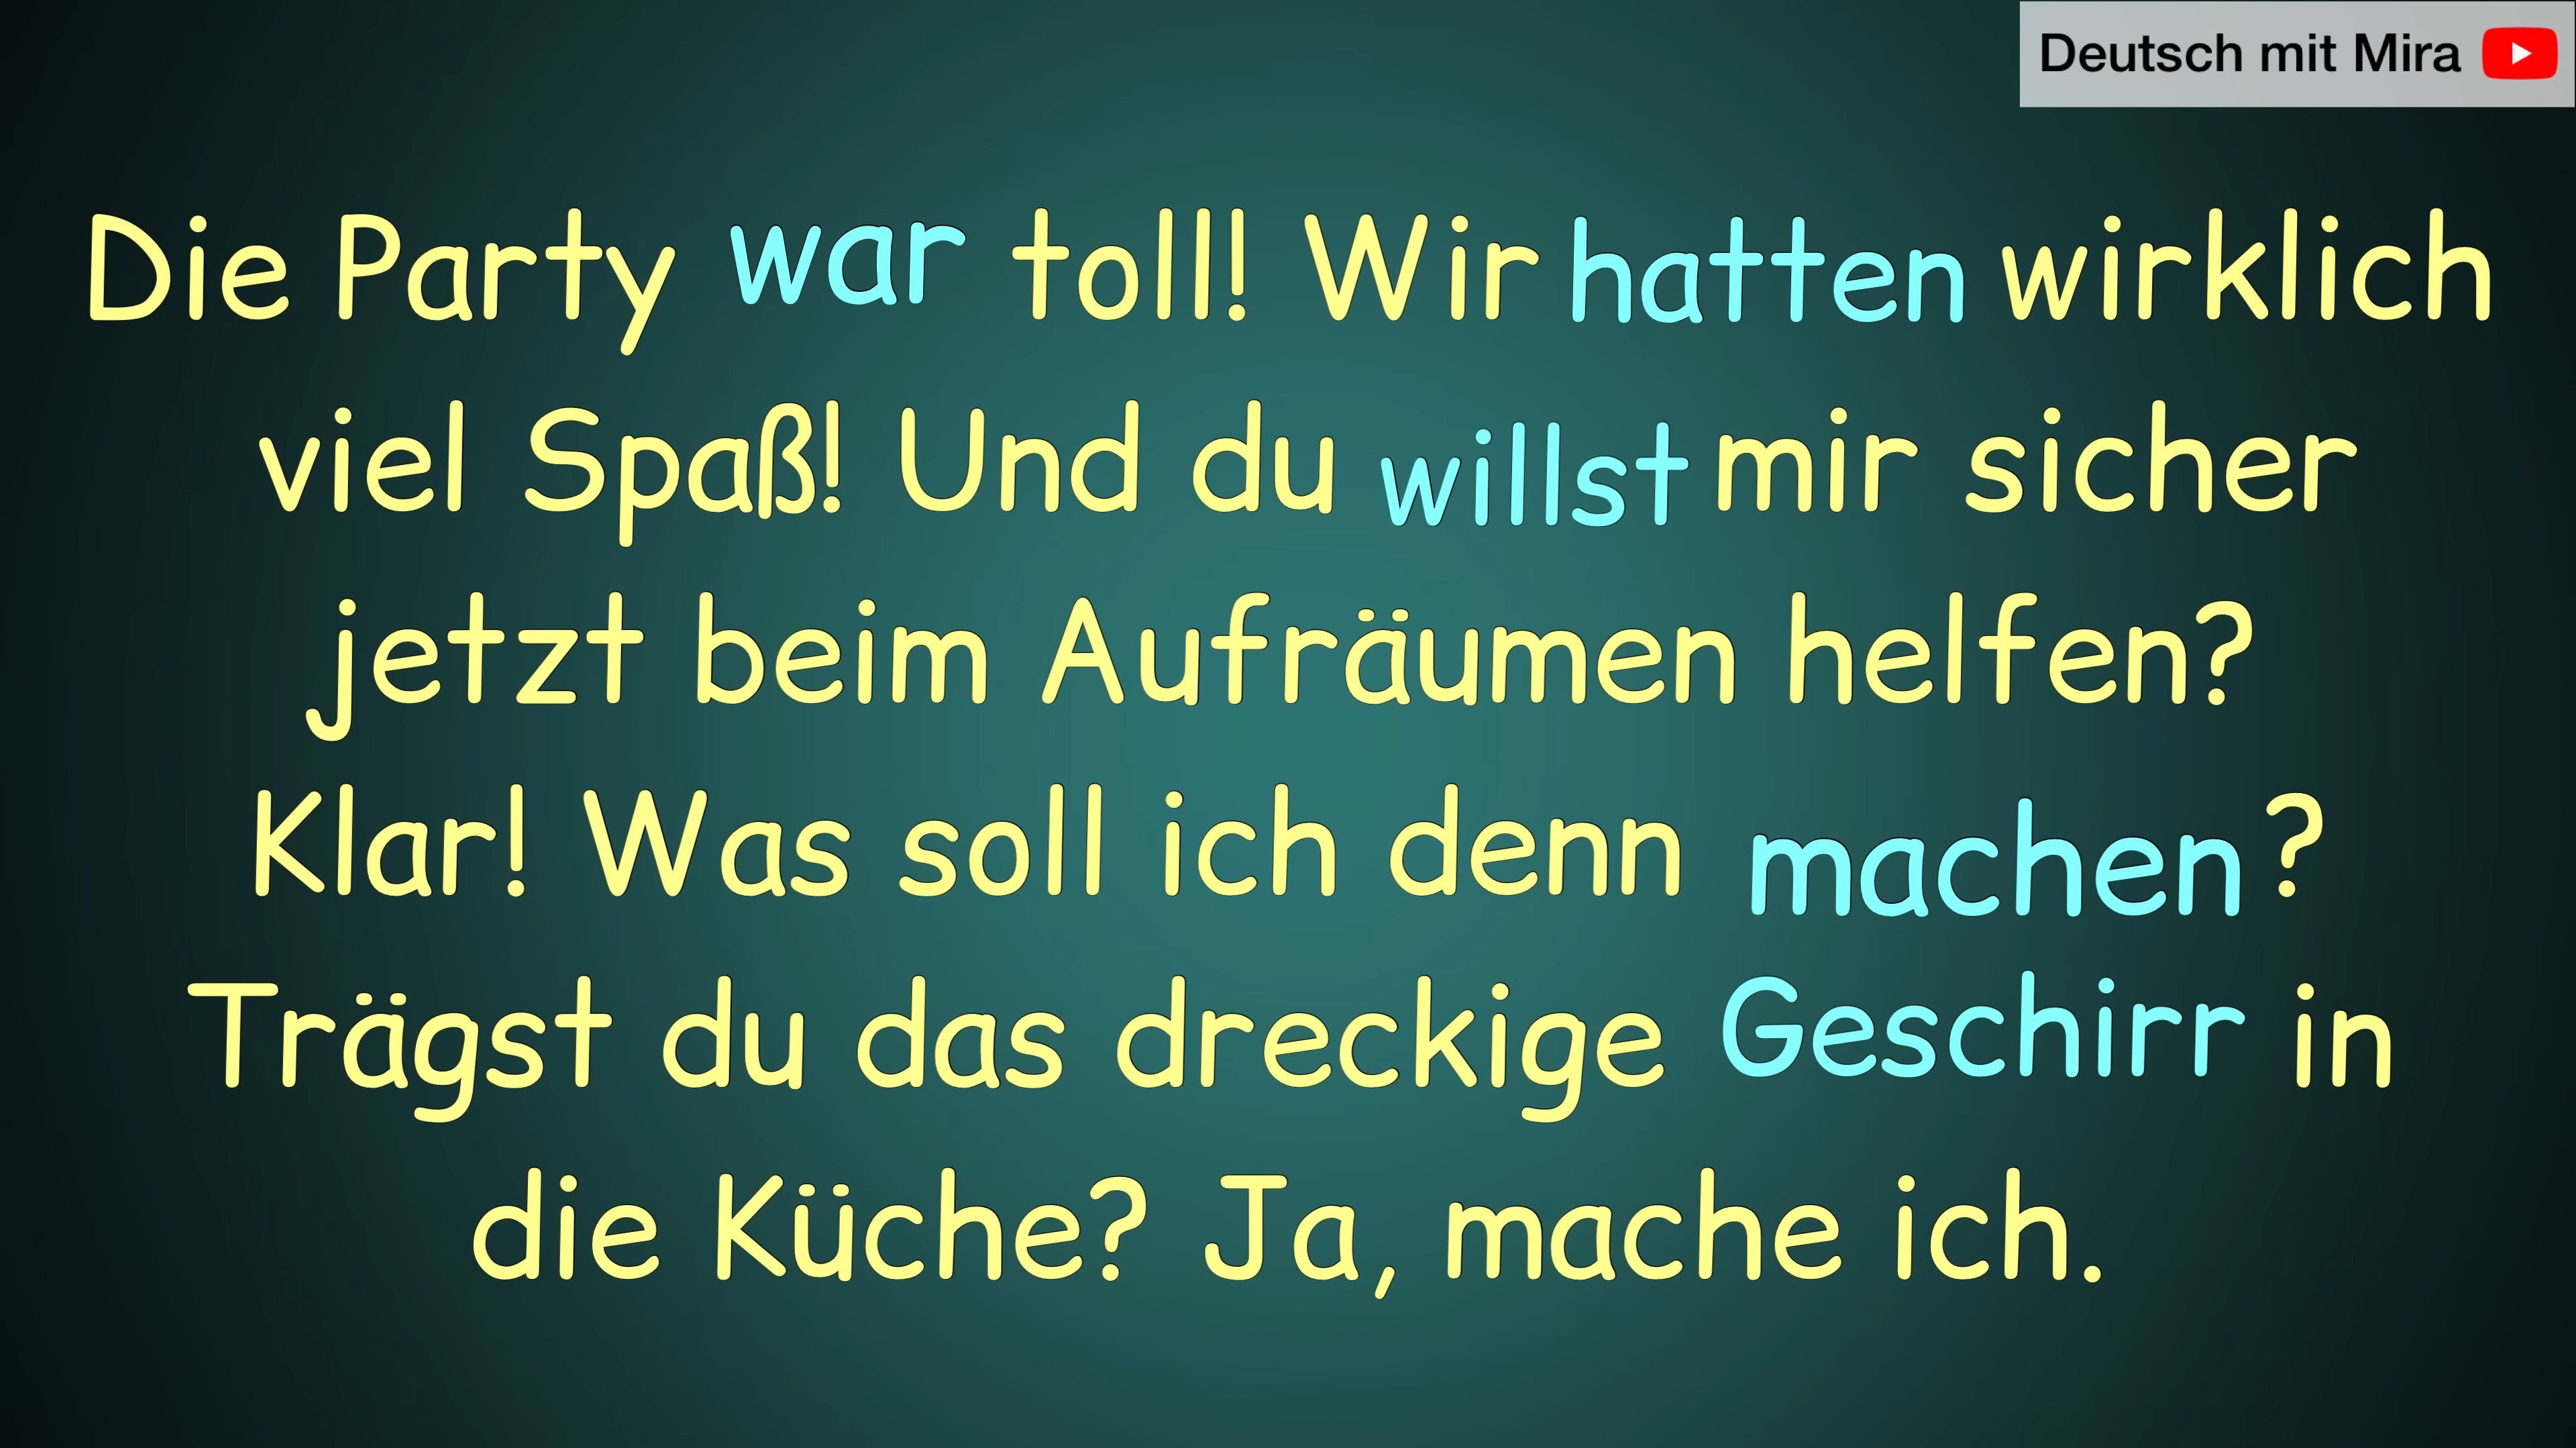 Deutsch mit Mira
Die Party war toll! Wir hatten wirklich
viel Spaß! Und du willst mir sicher
jetzt beim Aufräumen helfen?
Klar! Was soll ich denn machen?
Trägst du das dreckige Geschirr in
die Küche? Ja, mache ich.